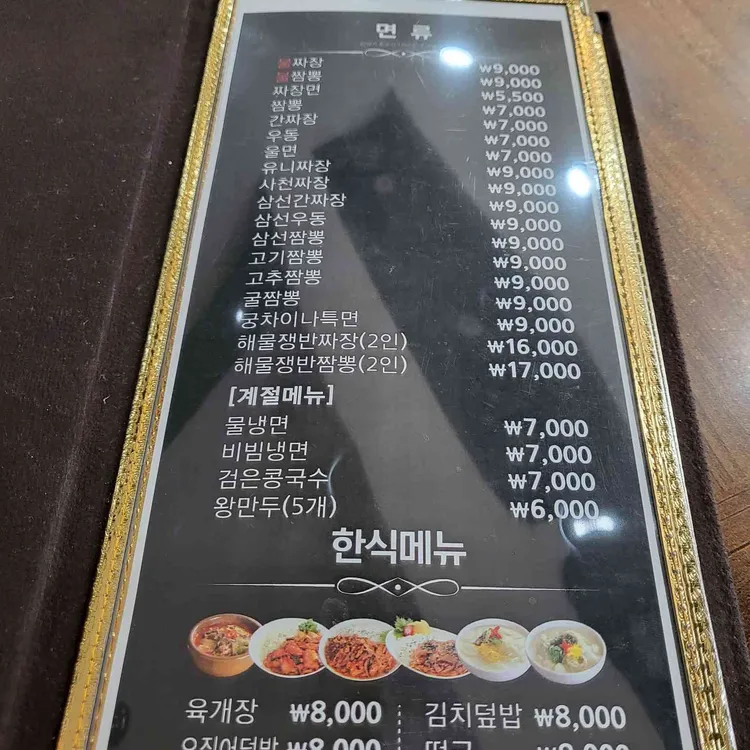 면 류
불짜장 ₩9,000
불짬뽕 ₩9,000
짜장면 ₩5,500
짬뽕 ₩7,000
간짜장 ₩7,000
우동 ₩7,000
울면 ₩7,000
유니짜장 ₩9,000
사천짜장 ₩9,000
삼선간짜장 ₩9,000
삼선우동 ₩9,000
삼선짬뽕 ₩9,000
고기짬뽕 ₩9,000
고추짬뽕 ₩9,000
굴짬뽕 ₩9,000
궁차이나특면 ₩9,000
해물쟁반짜장(2인) ₩16,000
해물쟁반짬뽕(2인) ₩17,000
[계절메뉴]
물냉면 ₩7,000
비빔냉면 ₩7,000
검은콩국수 ₩7,000
왕만두(5개) ₩6,000
한식메뉴
육개장 ₩8,000 김치덮밥 ₩8,000